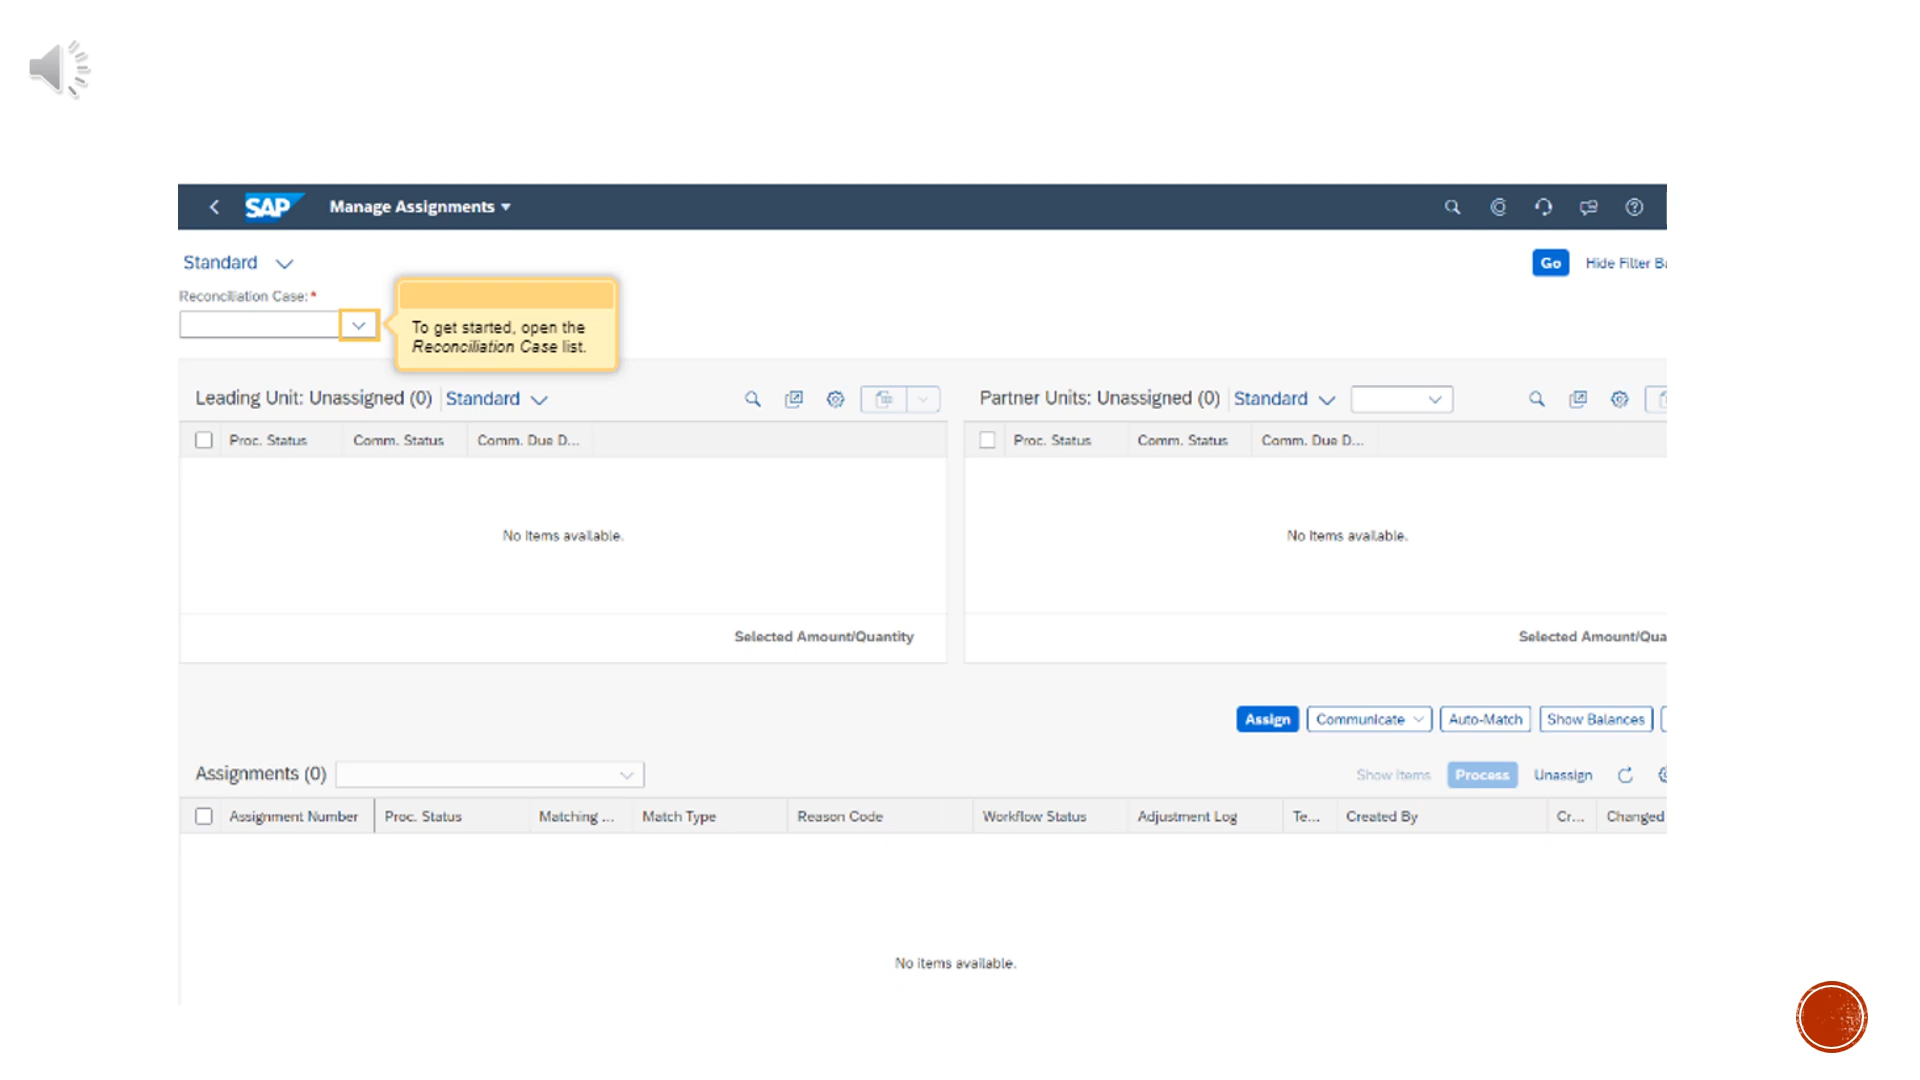 SAP Manage Assignments
Standard
Go Hide Filter Ba
Reconciliation Case:*
To get started, open the
Reconciliation Case list.
Leading Unit: Unassigned (0) Standard
Partner Units: Unassigned (0) Standard
Proc. Status Comm. Status Comm. Due D...
Proc. Status Comm. Status Comm. Due D...
No items available.
No items available.
Selected Amount/Quantity
Selected Amount/Qua
Assign Communicate Auto-Match Show Balances
Assignments (0)
Show Items Process Unassign
Assignment Number Proc. Status Matching ... Match Type Reason Code Workflow Status Adjustment Log Te... Created By Cr... Changed
No items available.